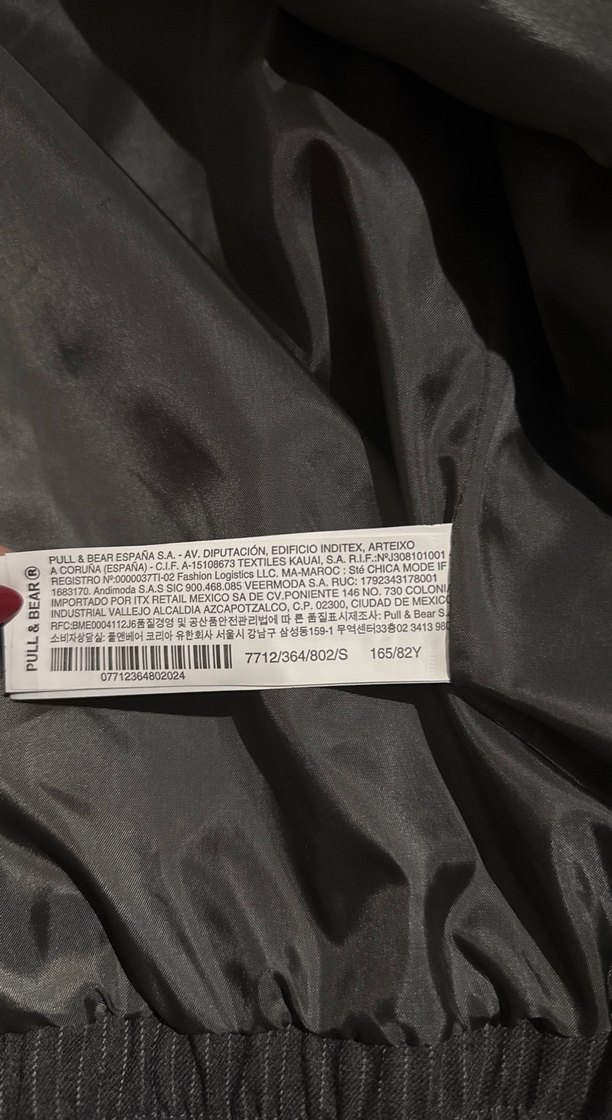 PULL & BEAR ®
PULL & BEAR ESPAÑA S.A. - AV. DIPUTACIÓN, EDIFICIO INDITEX, ARTEIXO
A CORUÑA (ESPAÑA) - C.I.F. A-15108673 TEXTILES KAUAI, S.A. R.I.F.:NºJ308101001
REGISTRO Nº:0000037TI-02 Fashion Logistics LLC. MA-MAROC : Sté CHICA MODE IF
1683170. Andimoda S.A.S SIC 900.468.085 VEERMODA S.A. RUC: 1792343178001
IMPORTADO POR ITX RETAIL MEXICO SA DE CV.PONIENTE 146 NO. 730 COLONIA
INDUSTRIAL VALLEJO ALCALDIA AZCAPOTZALCO, C.P. 02300, CIUDAD DE MEXICO
RFC:BME0004112J6품질경영 및 공산품안전관리법에 따 른 품질표시제조사: Pull & Bear S.
소비자상담실: 풀앤베어 코리아 유한회사 서울시 강남구 삼성동159-1 무역센터33층02 3413 980
7712/364/802/S 165/82Y
07712364802024